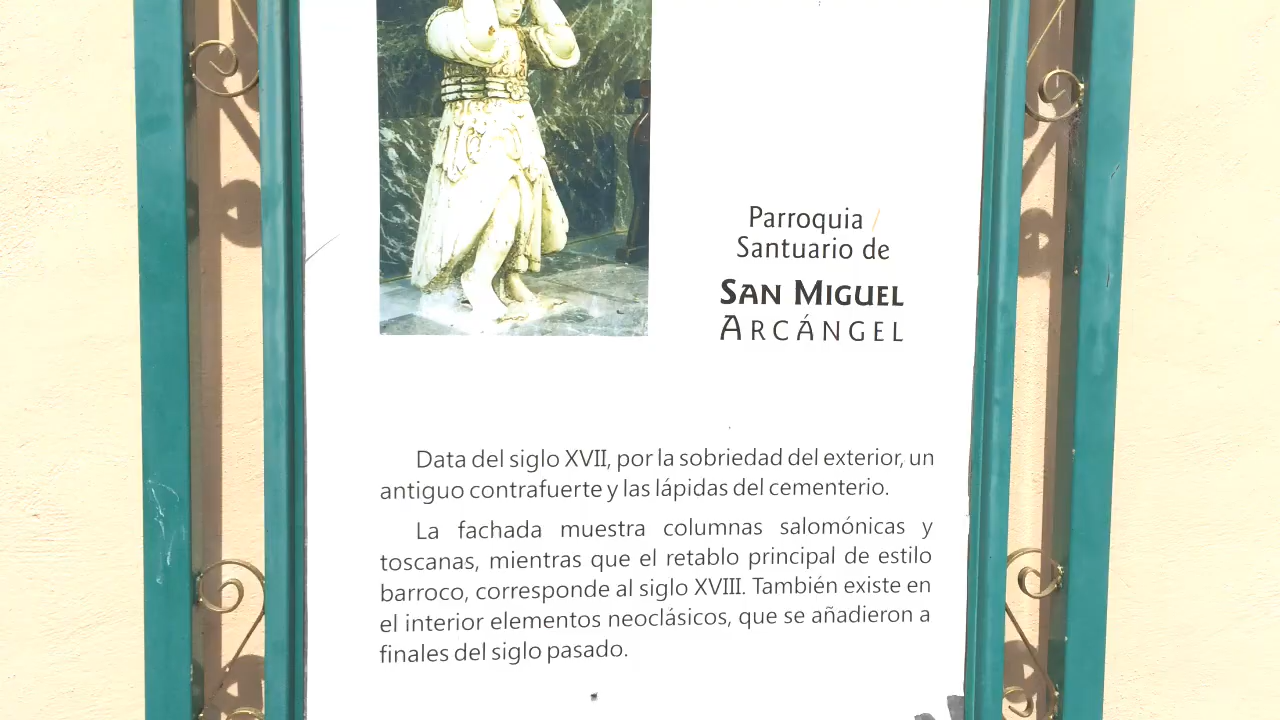 Parroquia /
Santuario de
SAN MIGUEL
ARCÁNGEL
Data del siglo XVII, por la sobriedad del exterior, un
antiguo contrafuerte y las lápidas del cementerio.
La fachada muestra columnas salomónicas y
toscanas, mientras que el retablo principal de estilo
barroco, corresponde al siglo XVIII. También existe en
el interior elementos neoclásicos, que se añadieron a
finales del siglo pasado.